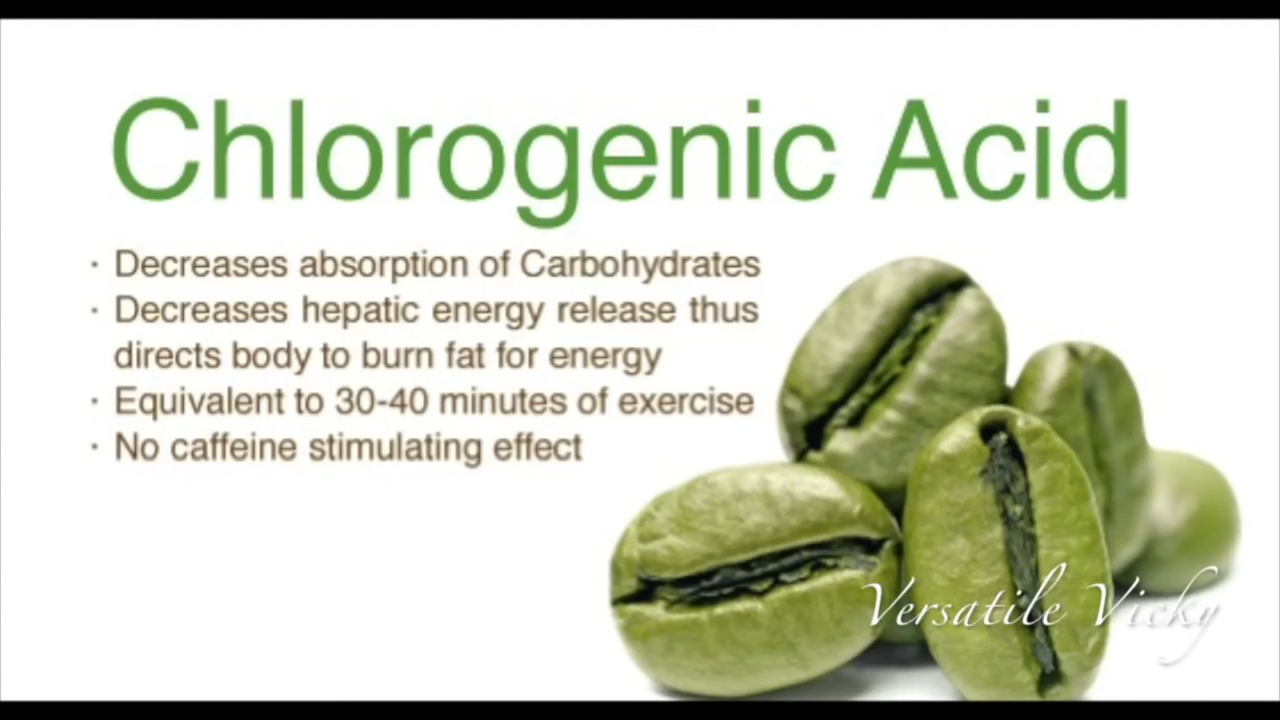 Chlorogenic Acid
· Decreases absorption of Carbohydrates
· Decreases hepatic energy release thus
directs body to burn fat for energy
· Equivalent to 30-40 minutes of exercise
· No caffeine stimulating effect
Versatile Vicky